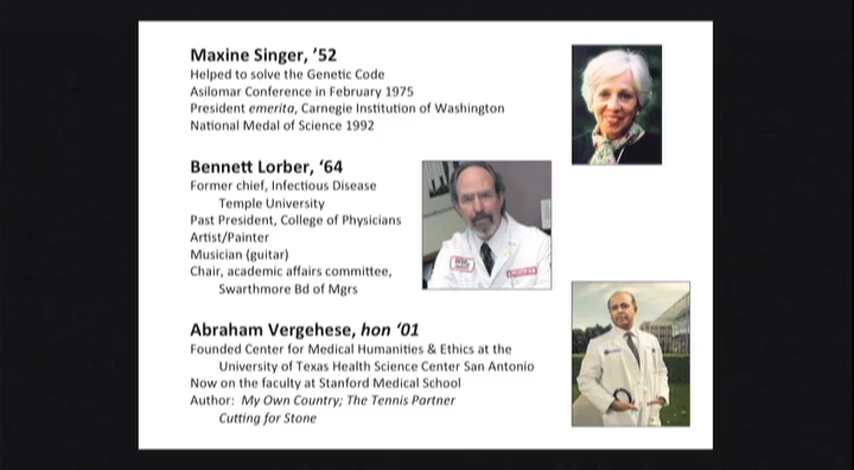 Maxine Singer, ’52
Helped to solve the Genetic Code
Asilomar Conference in February 1975
President emerita, Carnegie Institution of Washington
National Medal of Science 1992
Bennett Lorber, ‘64
Former chief, Infectious Disease
Temple University
Past President, College of Physicians
Artist/Painter
Musician (guitar)
Chair, academic affairs committee,
Swarthmore Bd of Mgrs
Abraham Vergehese, hon ‘01
Founded Center for Medical Humanities & Ethics at the
University of Texas Health Science Center San Antonio
Now on the faculty at Stanford Medical School
Author: My Own Country; The Tennis Partner
Cutting for Stone